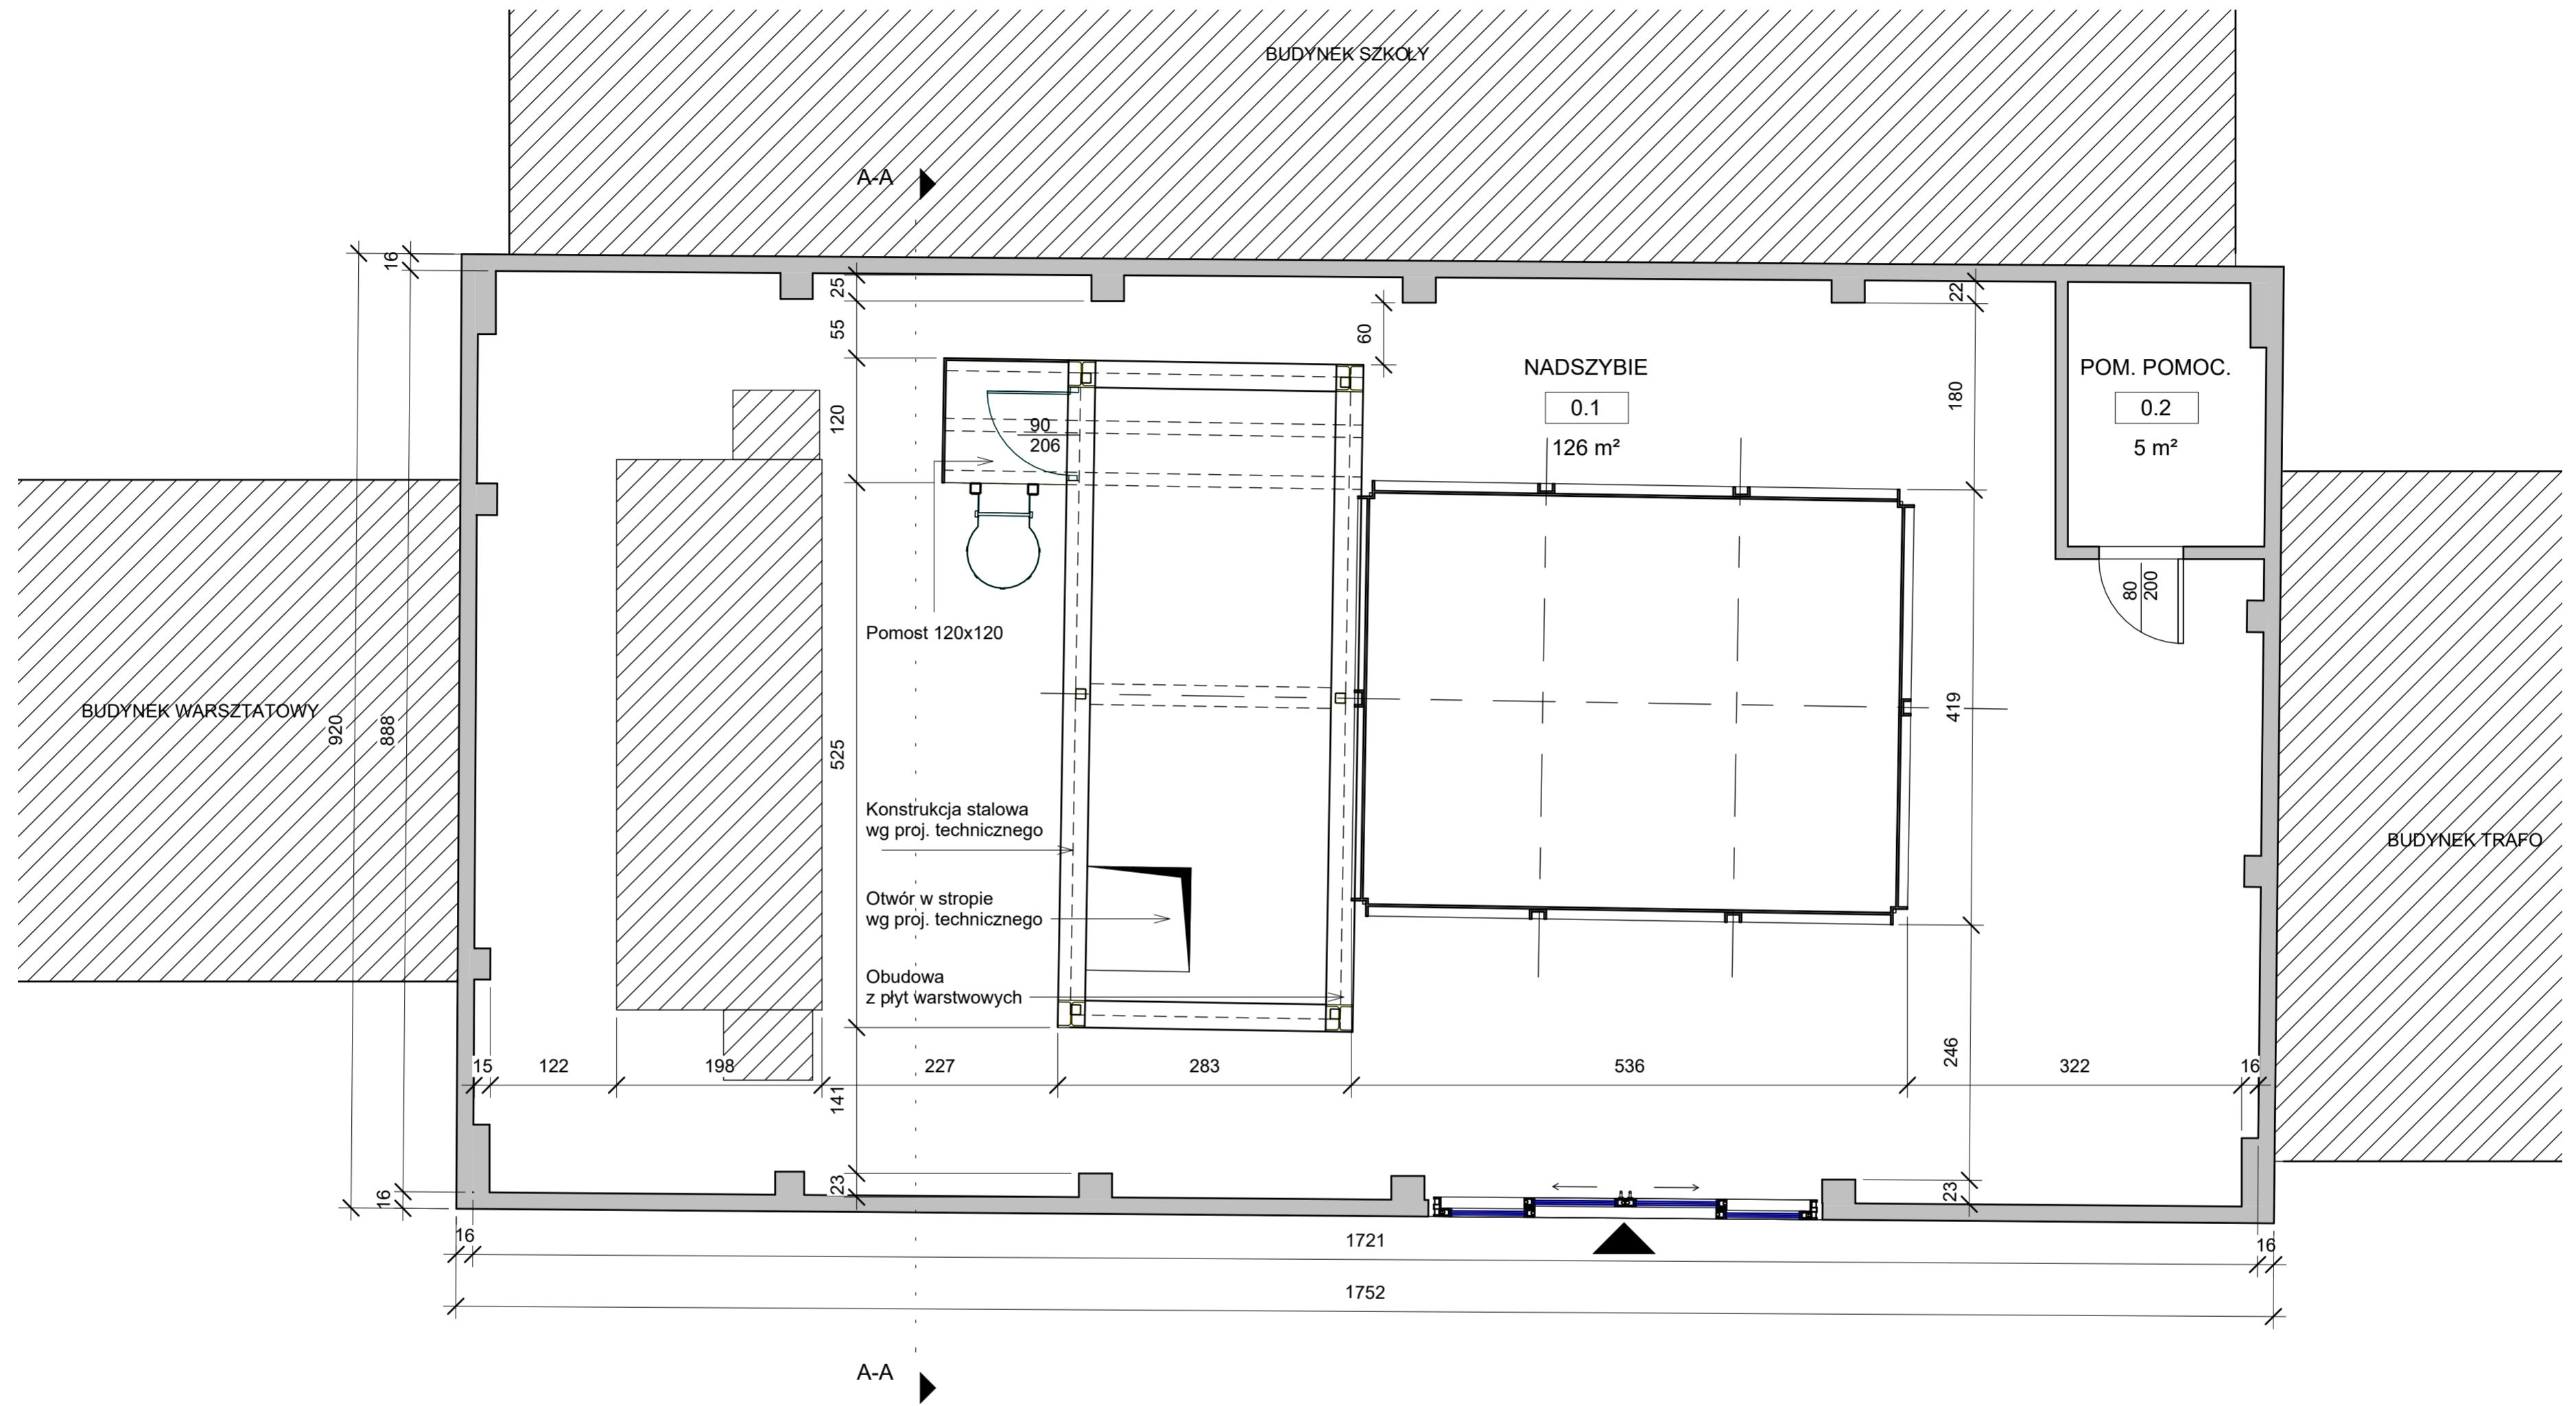 BUDYNEK SZKOŁY
A-A
16
25
22
55
60
NADSZYBIE
POM. POMOC.
0.1
0.2
126 m²
5 m²
120
90
206
180
80
200
Pomost 120x120
BUDYNEK WARSZTATOWY
920
888
525
419
Konstrukcja stalowa
wg proj. technicznego
BUDYNEK TRAFO
Otwór w stropie
wg proj. technicznego
Obudowa
z płyt warstwowych
15
122
198
227
283
536
246
322
16
141
16
23
23
16
1721
16
1752
A-A